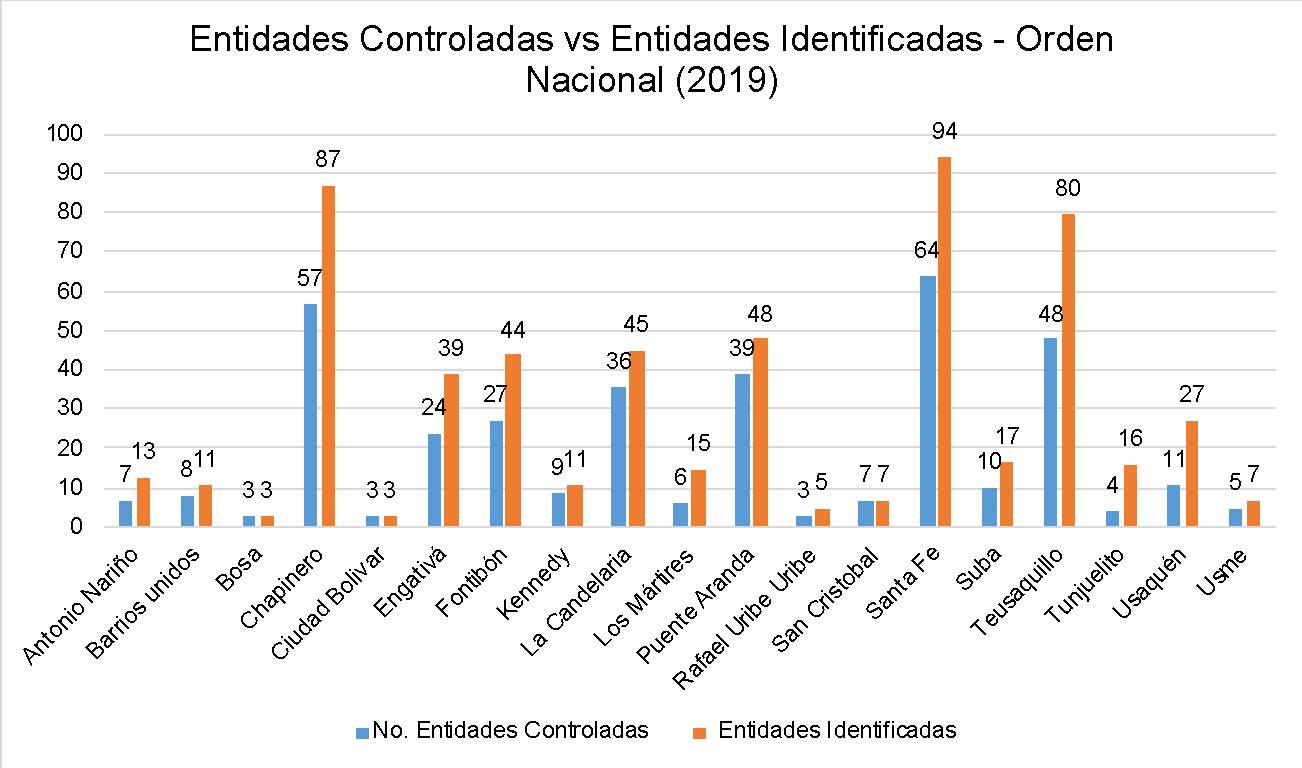 Entidades Controladas vs Entidades Identificadas - Orden
Nacional (2019)
100
90
80
70
60
50
40
30
20
10
0
7
13
8
11
3
3
57
87
3
3
24
39
27
44
9
11
36
45
6
15
39
48
3
5
7
7
64
94
10
17
48
80
4
16
11
27
5
7
Antonio Nariño
Barrios unidos
Bosa
Chapinero
Ciudad Bolivar
Engativá
Fontibón
Kennedy
La Candelaria
Los Mártires
Puente Aranda
Rafael Uribe Uribe
San Cristobal
Santa Fe
Suba
Teusaquillo
Tunjuelito
Usaquén
Usme
No. Entidades Controladas
Entidades Identificadas